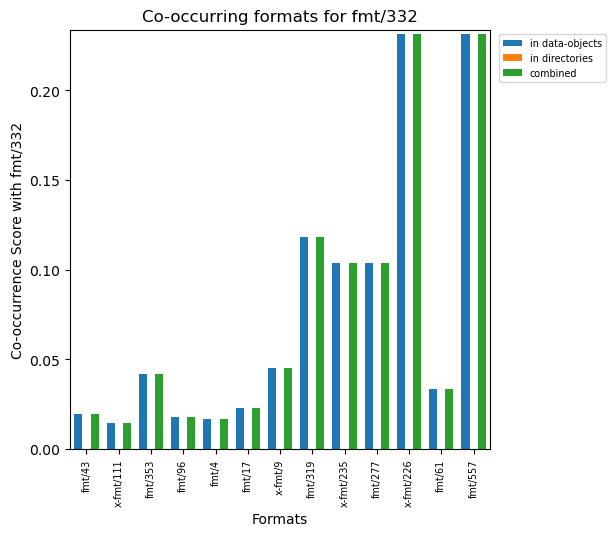 Co-occurring formats for fmt/332
in data-objects
in directories
combined
Co-occurrence Score with fmt/332
0.20
0.15
0.10
0.05
0.00
fmt/43
x-fmt/111
fmt/353
fmt/96
fmt/4
fmt/17
x-fmt/9
fmt/319
x-fmt/235
fmt/277
x-fmt/226
fmt/61
fmt/557
Formats